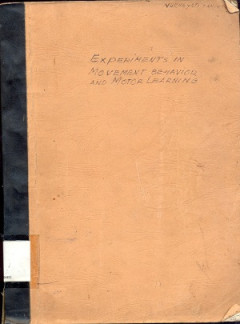 EXPERIMENTS IN
MOVEMENT BEHAVIOR
AND MOTOR LEARNING